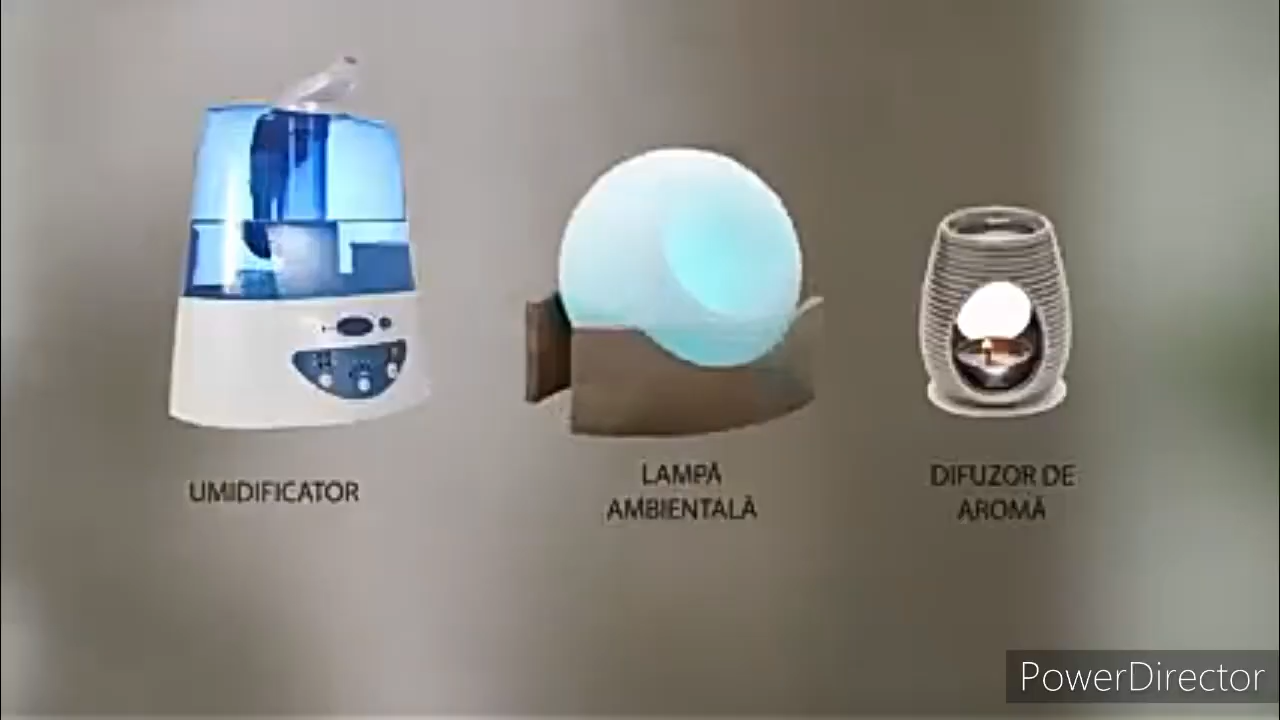 UMIDIFICATOR
LAMPĂ
AMBIENTALĂ
DIFUZOR DE
AROMĂ
PowerDirector